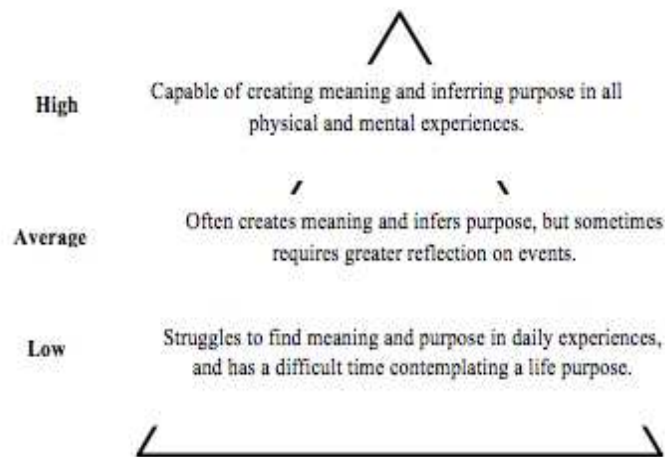 High
Capable of creating meaning and inferring purpose in all
physical and mental experiences.
Average
Often creates meaning and infers purpose, but sometimes
requires greater reflection on events.
Low
Struggles to find meaning and purpose in daily experiences,
and has a difficult time contemplating a life purpose.